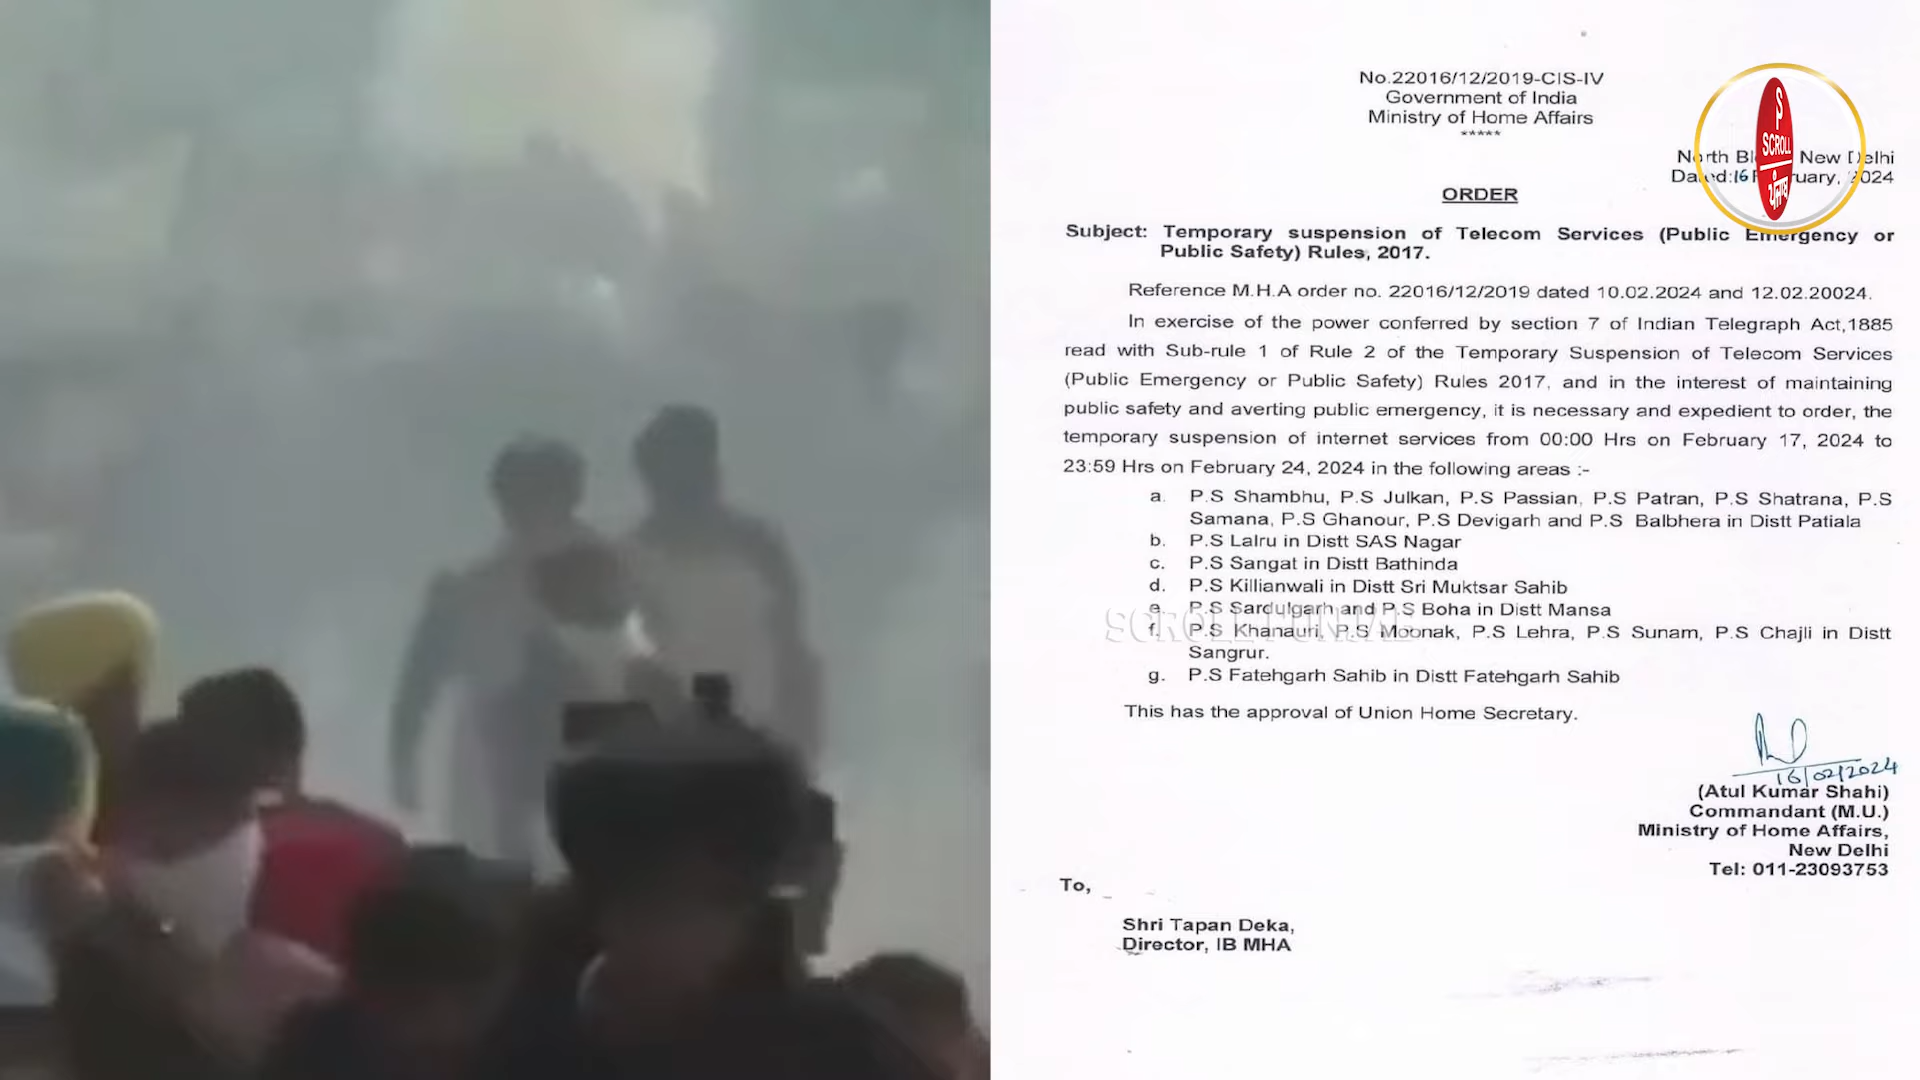 No.22016/12/2019-CIS-IV
Government of India
Ministry of Home Affairs
*****
S
SCROLL
ਪੰਜਾਬ
North New Delhi
2024
ORDER
Subject: Temporary suspension of Telecom Services (Public Emergency or
Public Safety) Rules, 2017.
Reference M.H.A order no. 22016/12/2019 dated 10.02.2024 and 12.02.20024.
In exercise of the power conferred by section 7 of Indian Telegraph Act,1885
read with Sub-rule 1 of Rule 2 of the Temporary Suspension of Telecom Services
(Public Emergency or Public Safety) Rules 2017, and in the interest of maintaining
public safety and averting public emergency, it is necessary and expedient to order, the
temporary suspension of internet services from 00:00 Hrs on February 17, 2024 to
23:59 Hrs on February 24, 2024 in the following areas :-
a. P.S Shambhu, P.S Julkan, P.S Passian, P.S Patran, P.S Shatrana, P.S
Samana, P.S Ghanour, P.S Devigarh and P.S Balbhera in Distt Patiala
b. P.S Lalru in Distt SAS Nagar
c. P.S Sangat in Distt Bathinda
d. P.S Killianwali in Distt Sri Muktsar Sahib
e. P.S Sardulgarh and P.S Boha in Distt Mansa
SCROLL PUNJAB
f. P.S Khanauri, P.S Moonak, P.S Lehra, P.S Sunam, P.S Chajli in Distt
Sangrur.
g. P.S Fatehgarh Sahib in Distt Fatehgarh Sahib
This has the approval of Union Home Secretary.
16/02/2024
(Atul Kumar Shahi)
Commandant (M.U.)
Ministry of Home Affairs,
New Delhi
Tel: 011-23093753
To,
Shri Tapan Deka,
Director, IB MHA